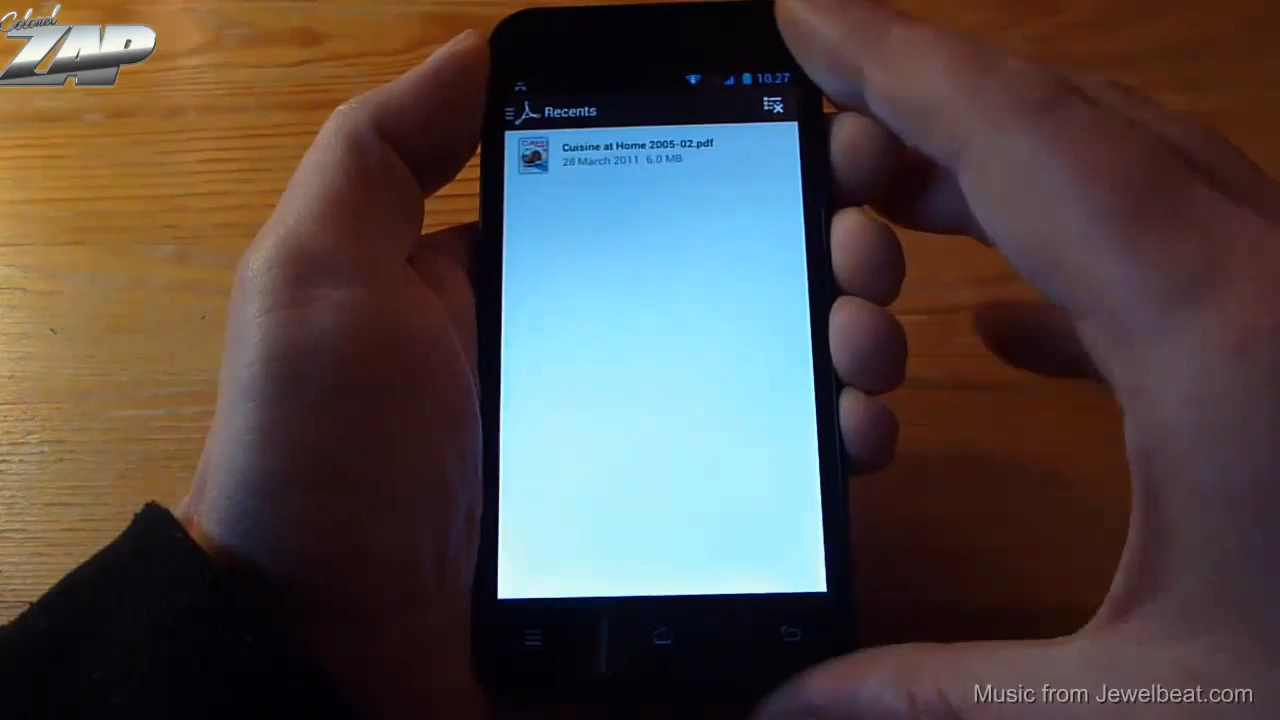 Colonel
ZAP
10:27
Recents
Cuisine at Home 2005-02.pdf
28 March 2011 6.0 MB
Music from Jewelbeat.com